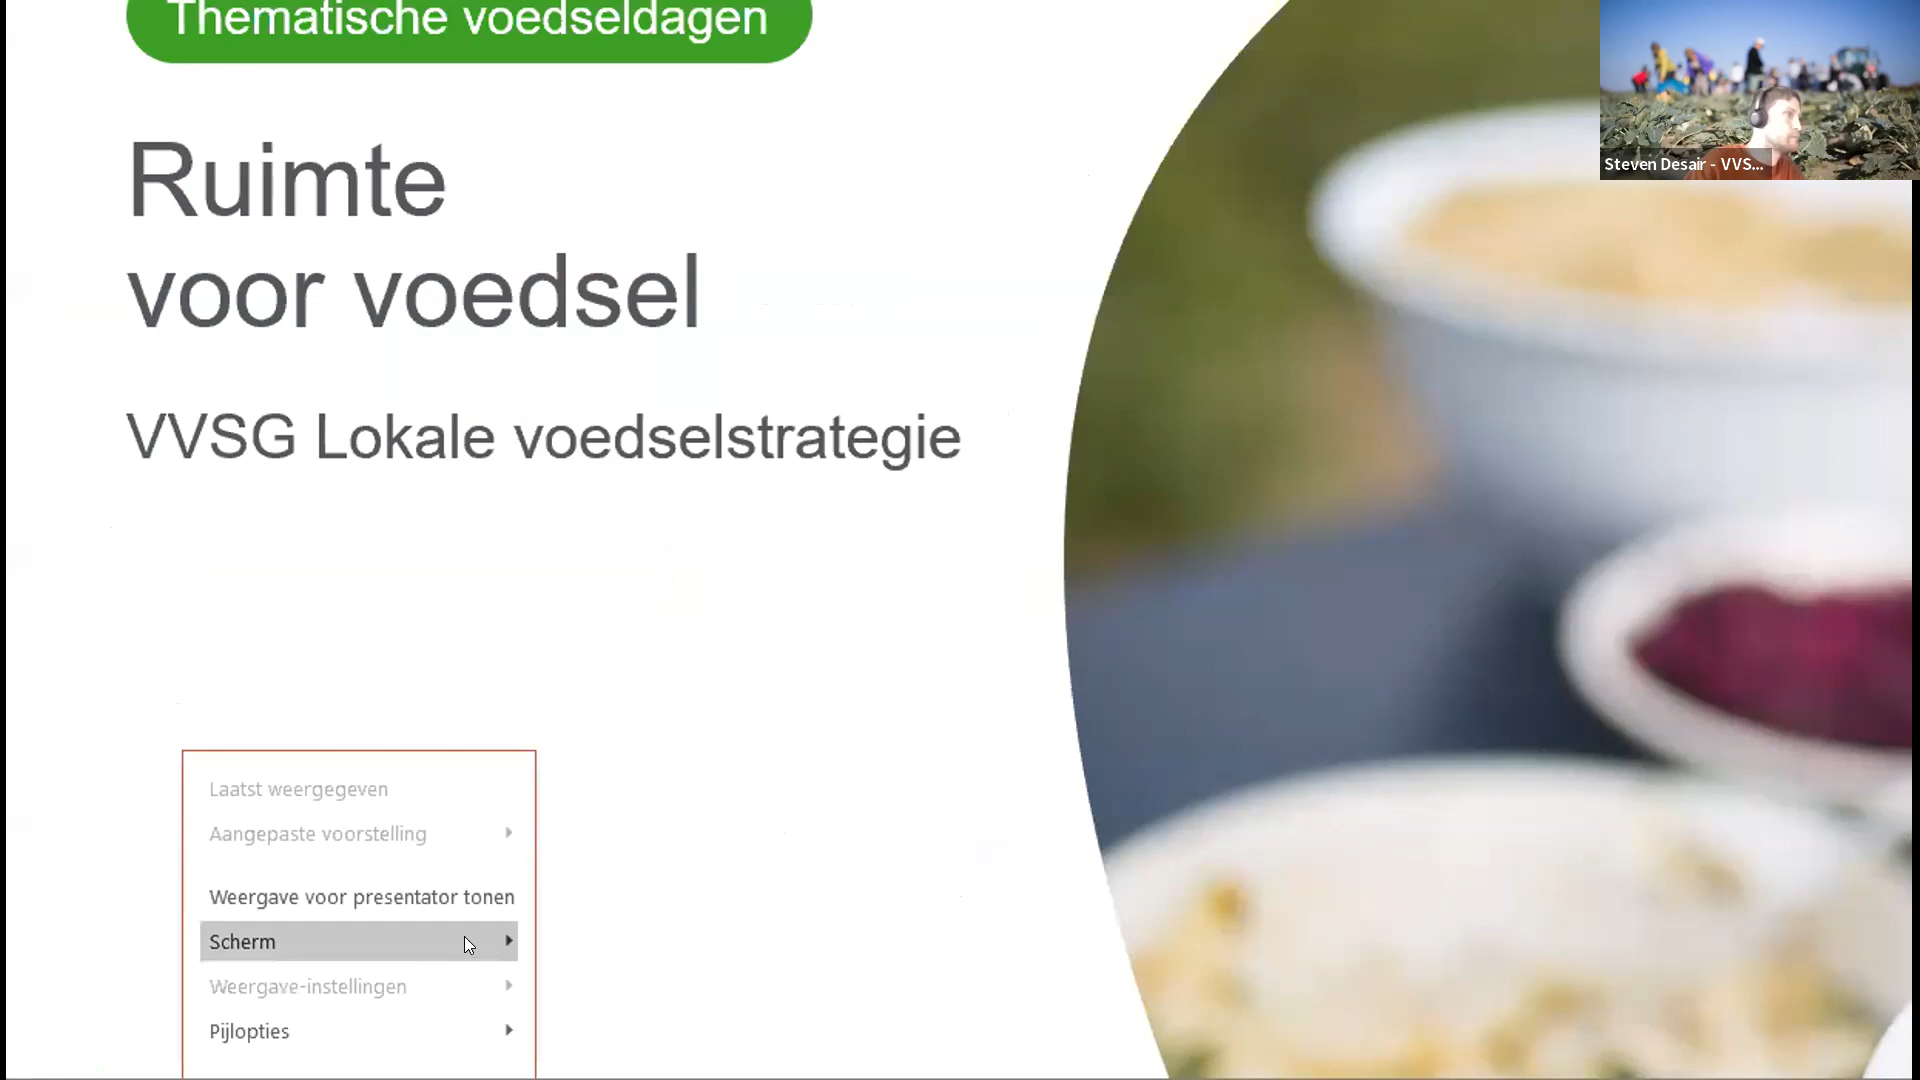 Thematische voedseldagen
Ruimte
voor voedsel
VVSG Lokale voedselstrategie
Steven Desair - VVS...
Laatst weergegeven
Aangepaste voorstelling
Weergave voor presentator tonen
Scherm
Weergave-instellingen
Pijlopties